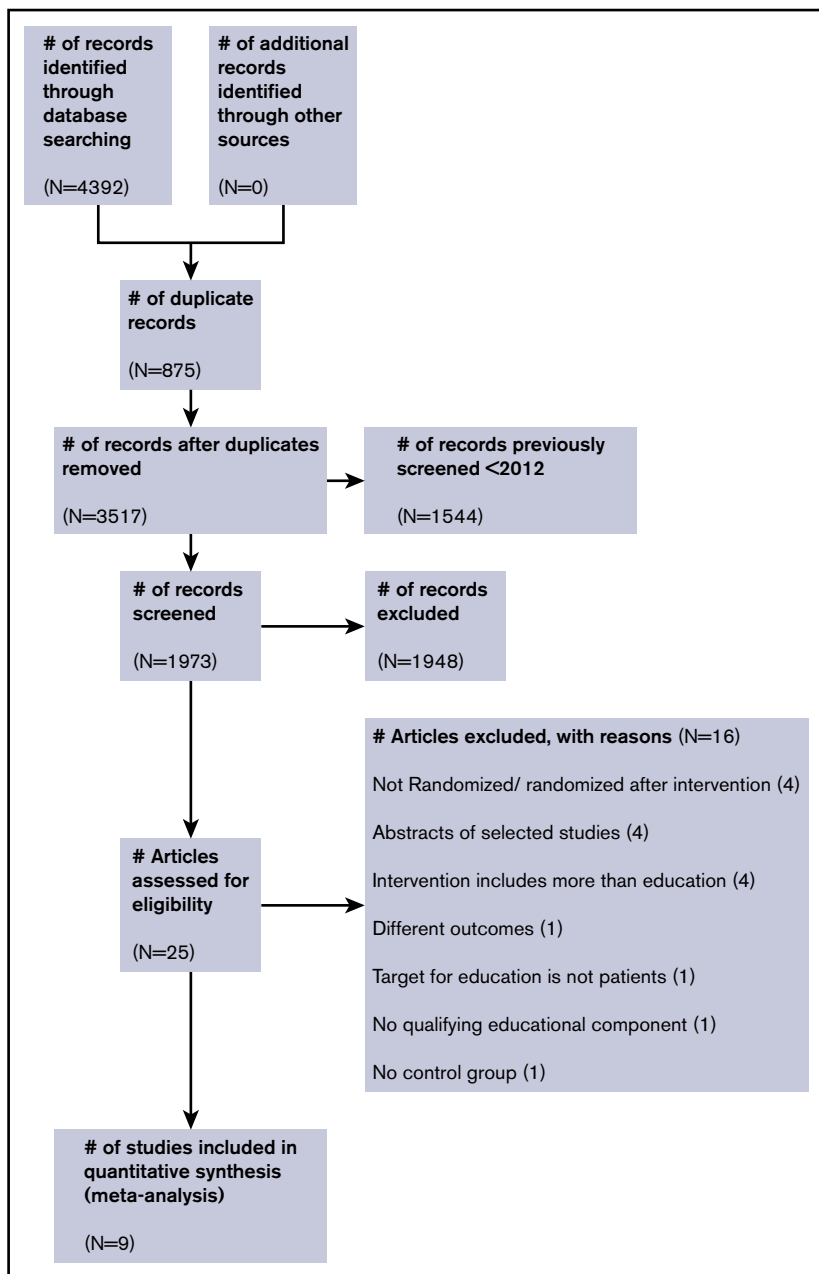 # of records
identified
through
database
searching
(N=4392)
# of additional
records
identified
through other
sources
(N=0)
# of duplicate
records
(N=875)
# of records after duplicates
removed
(N=3517)
# of records previously
screened <2012
(N=1544)
# of records
screened
(N=1973)
# of records
excluded
(N=1948)
# Articles
assessed for
eligibility
(N=25)
# Articles excluded, with reasons (N=16)
Not Randomized/ randomized after intervention (4)
Abstracts of selected studies (4)
Intervention includes more than education (4)
Different outcomes (1)
Target for education is not patients (1)
No qualifying educational component (1)
No control group (1)
# of studies included in
quantitative synthesis
(meta-analysis)
(N=9)